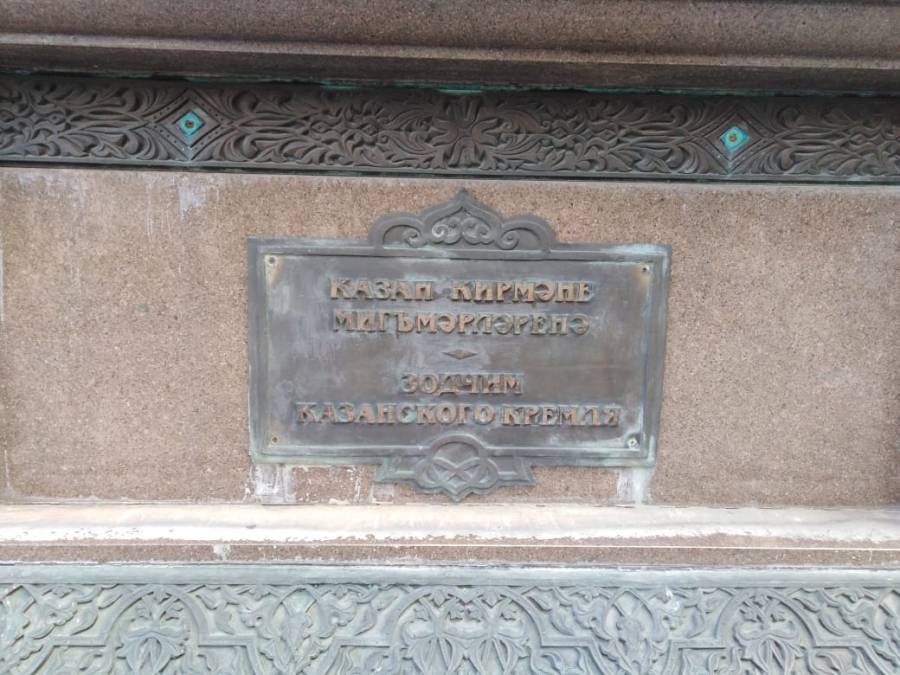 КАЗАН КИРМӘНЕ
МИГЪМӘРЛӘРЕНӘ
ЗОДЧИМ
КАЗАНСКОГО КРЕМЛЯ